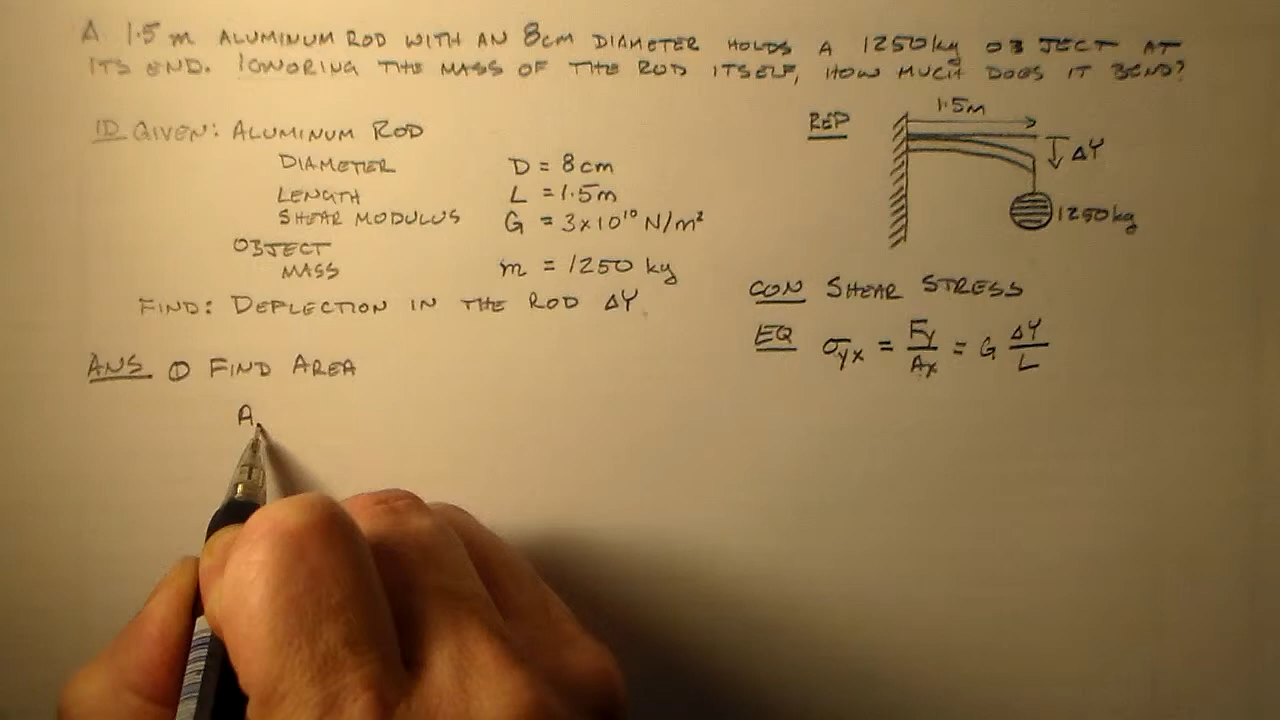 A 1.5 m ALUMINUM ROD WITH AN 8cm DIAMETER HOLDS A 1250kg OBJECT AT
ITS END. IGNORING THE MASS OF THE ROD ITSELF, HOW MUCH DOES IT BEND?
ID GIVEN: ALUMINUM ROD
DIAMETER D = 8cm
LENGTH L = 1.5m
SHEAR MODULUS G = 3×10¹⁰ N/m²
OBJECT
MASS m = 1250 kg
FIND: DEFLECTION IN THE ROD ΔY
REP
1.5m
ΔY
1250kg
CON SHEAR STRESS
EQ σyx = Fy/Ax = G ΔY/L
ANS ① FIND AREA
A